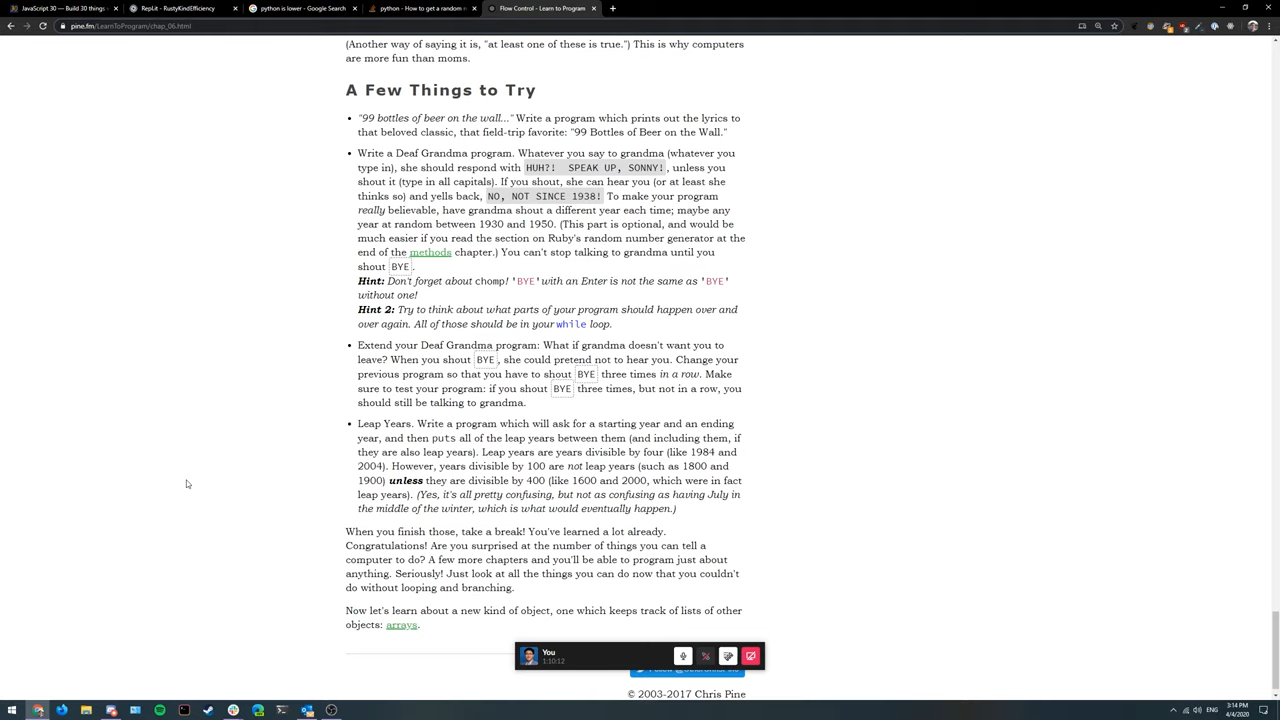 JavaScript 30 — Build 30 things
Repl.it - RustyKindEfficiency
python is lower - Google Search
python - How to get a random n
Flow Control - Learn to Program
pine.fm/LearnToProgram/chap_06.html
(Another way of saying it is, "at least one of these is true.") This is why computers
are more fun than moms.
A Few Things to Try
• "99 bottles of beer on the wall..." Write a program which prints out the lyrics to
that beloved classic, that field-trip favorite: "99 Bottles of Beer on the Wall."
• Write a Deaf Grandma program. Whatever you say to grandma (whatever you
type in), she should respond with HUH?! SPEAK UP, SONNY!, unless you
shout it (type in all capitals). If you shout, she can hear you (or at least she
thinks so) and yells back, NO, NOT SINCE 1938! To make your program
really believable, have grandma shout a different year each time; maybe any
year at random between 1930 and 1950. (This part is optional, and would be
much easier if you read the section on Ruby's random number generator at the
end of the methods chapter.) You can't stop talking to grandma until you
shout BYE.
Hint: Don't forget about chomp! 'BYE'with an Enter is not the same as 'BYE'
without one!
Hint 2: Try to think about what parts of your program should happen over and
over again. All of those should be in your while loop.
• Extend your Deaf Grandma program: What if grandma doesn't want you to
leave? When you shout BYE, she could pretend not to hear you. Change your
previous program so that you have to shout BYE three times in a row. Make
sure to test your program: if you shout BYE three times, but not in a row, you
should still be talking to grandma.
• Leap Years. Write a program which will ask for a starting year and an ending
year, and then puts all of the leap years between them (and including them, if
they are also leap years). Leap years are years divisible by four (like 1984 and
2004). However, years divisible by 100 are not leap years (such as 1800 and
1900) unless they are divisible by 400 (like 1600 and 2000, which were in fact
leap years). (Yes, it's all pretty confusing, but not as confusing as having July in
the middle of the winter, which is what would eventually happen.)
When you finish those, take a break! You've learned a lot already.
Congratulations! Are you surprised at the number of things you can tell a
computer to do? A few more chapters and you'll be able to program just about
anything. Seriously! Just look at all the things you can do now that you couldn't
do without looping and branching.
Now let's learn about a new kind of object, one which keeps track of lists of other
objects: arrays.
You
1:10:12
© 2003-2017 Chris Pine
ENG
3:14 PM
4/4/2020